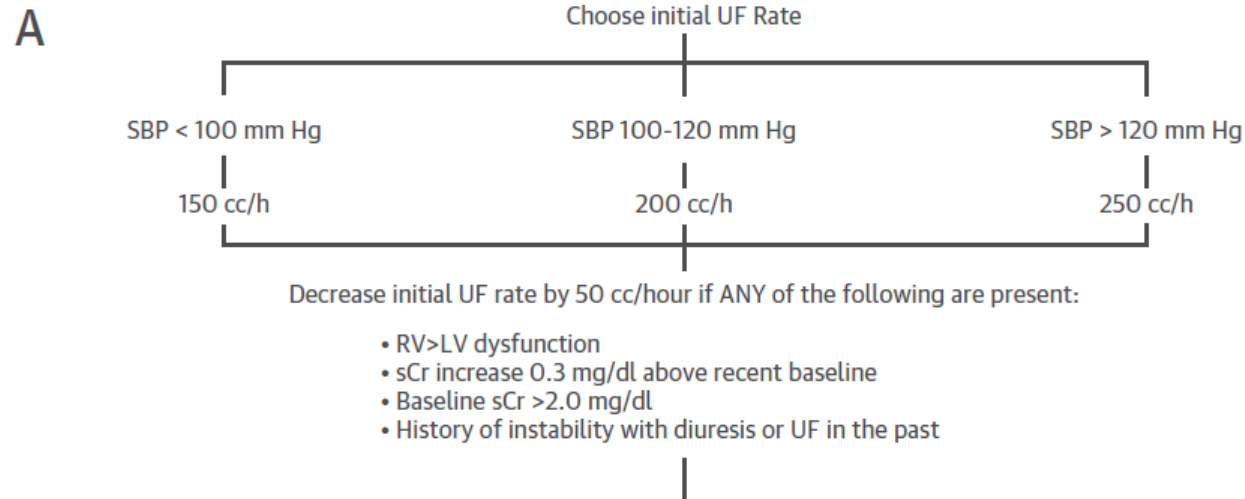 A
Choose initial UF Rate
SBP < 100 mm Hg
SBP 100-120 mm Hg
SBP > 120 mm Hg
150 cc/h
200 cc/h
250 cc/h
Decrease initial UF rate by 50 cc/hour if ANY of the following are present:
• RV>LV dysfunction
• sCr increase 0.3 mg/dl above recent baseline
• Baseline sCr >2.0 mg/dl
• History of instability with diuresis or UF in the past